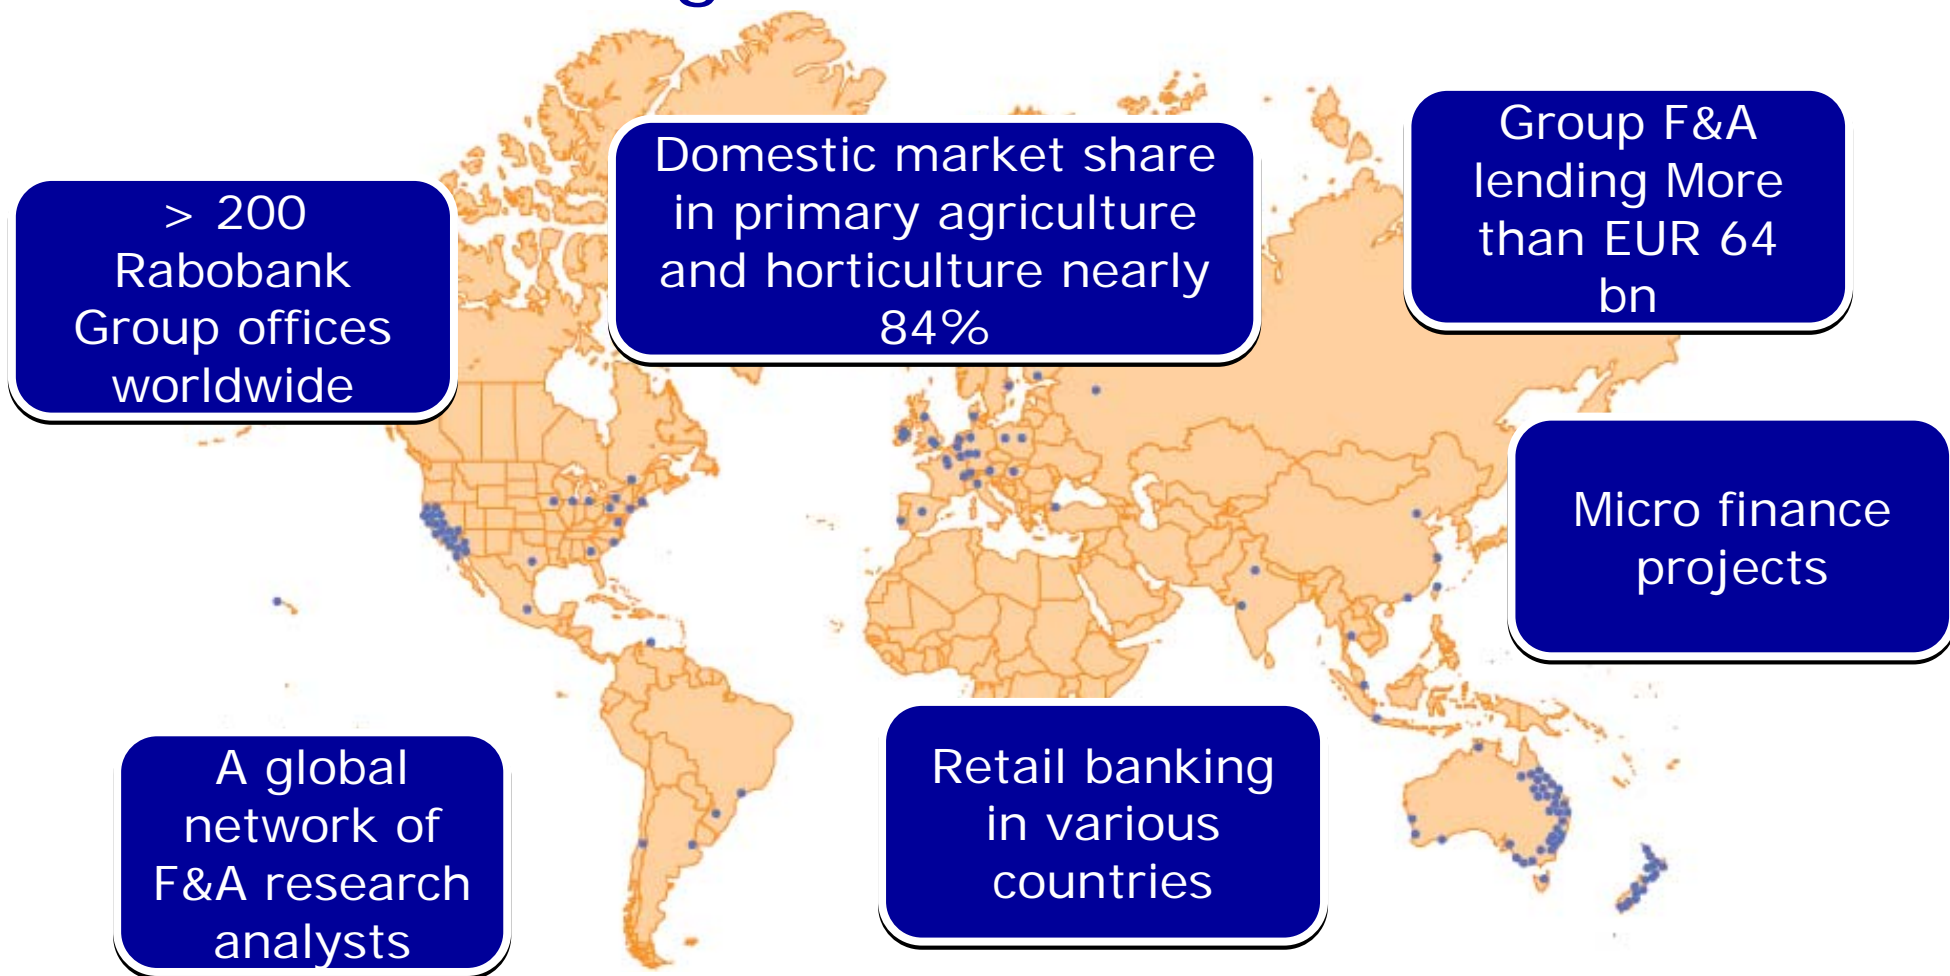 > 200
Rabobank
Group offices
worldwide
Domestic market share
in primary agriculture
and horticulture nearly
84%
Group F&A
lending More
than EUR 64
bn
Micro finance
projects
A global
network of
F&A research
analysts
Retail banking
in various
countries